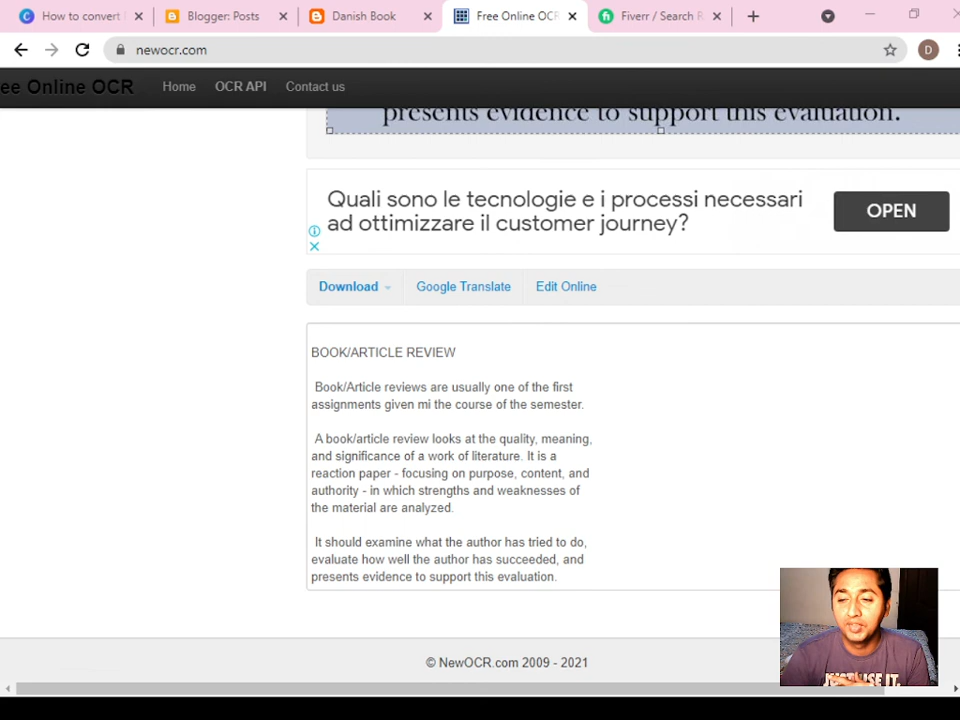 How to convert
Blogger: Posts
Danish Book
Free Online OCR
Fiverr / Search R
newocr.com
D
ee Online OCR
Home
OCR API
Contact us
presents evidence to support this evaluation.
Quali sono le tecnologie e i processi necessari
ad ottimizzare il customer journey?
OPEN
Download
Google Translate
Edit Online
BOOK/ARTICLE REVIEW
Book/Article reviews are usually one of the first
assignments given mi the course of the semester.
A book/article review looks at the quality, meaning,
and significance of a work of literature. It is a
reaction paper - focusing on purpose, content, and
authority - in which strengths and weaknesses of
the material are analyzed.
It should examine what the author has tried to do,
evaluate how well the author has succeeded, and
presents evidence to support this evaluation.
© NewOCR.com 2009 - 2021
JUST USE IT.